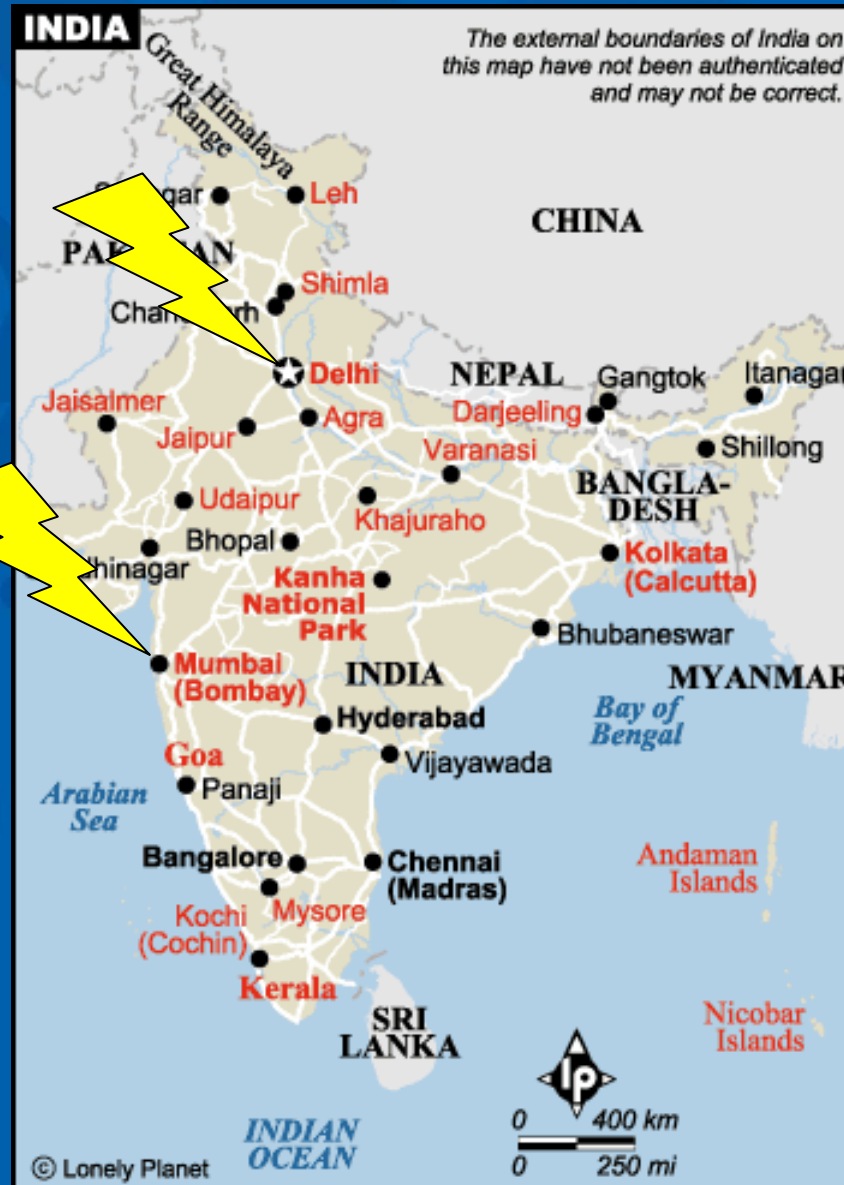 INDIA
The external boundaries of India on
this map have not been authenticated
and may not be correct.
Great Himalaya
Range
Leh
CHINA
Shimla
Delhi
NEPAL
Gangtok
Itanagar
Jaisalmer
Jaipur
Agra
Darjeeling
Varanasi
Shillong
Udaipur
Khajuraho
BANGLA-
DESH
Bhopal
Kanha
National
Park
Kolkata
(Calcutta)
Bhubaneswar
Mumbai
(Bombay)
INDIA
MYANMAR
Hyderabad
Bay of
Bengal
Goa
Vijayawada
Panaji
Arabian
Sea
Bangalore
Chennai
(Madras)
Andaman
Islands
Mysore
Kochi
(Cochin)
Kerala
SRI
LANKA
Nicobar
Islands
lp
INDIAN
OCEAN
0 400 km
0 250 mi
© Lonely Planet